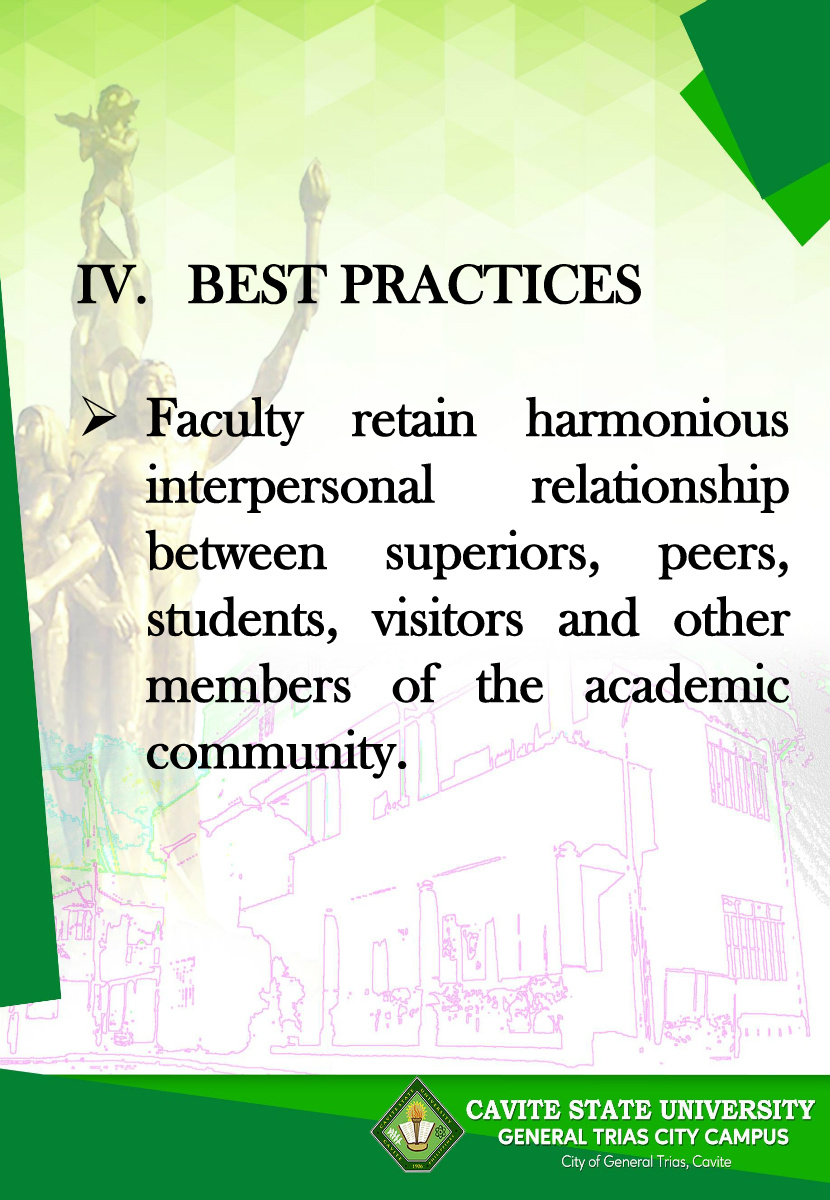 IV. BEST PRACTICES
➢ Faculty retain harmonious
interpersonal relationship
between superiors, peers,
students, visitors and other
members of the academic
community.
CAVITE STATE UNIVERSITY
GENERAL TRIAS CITY CAMPUS
City of General Trias, Cavite
1906